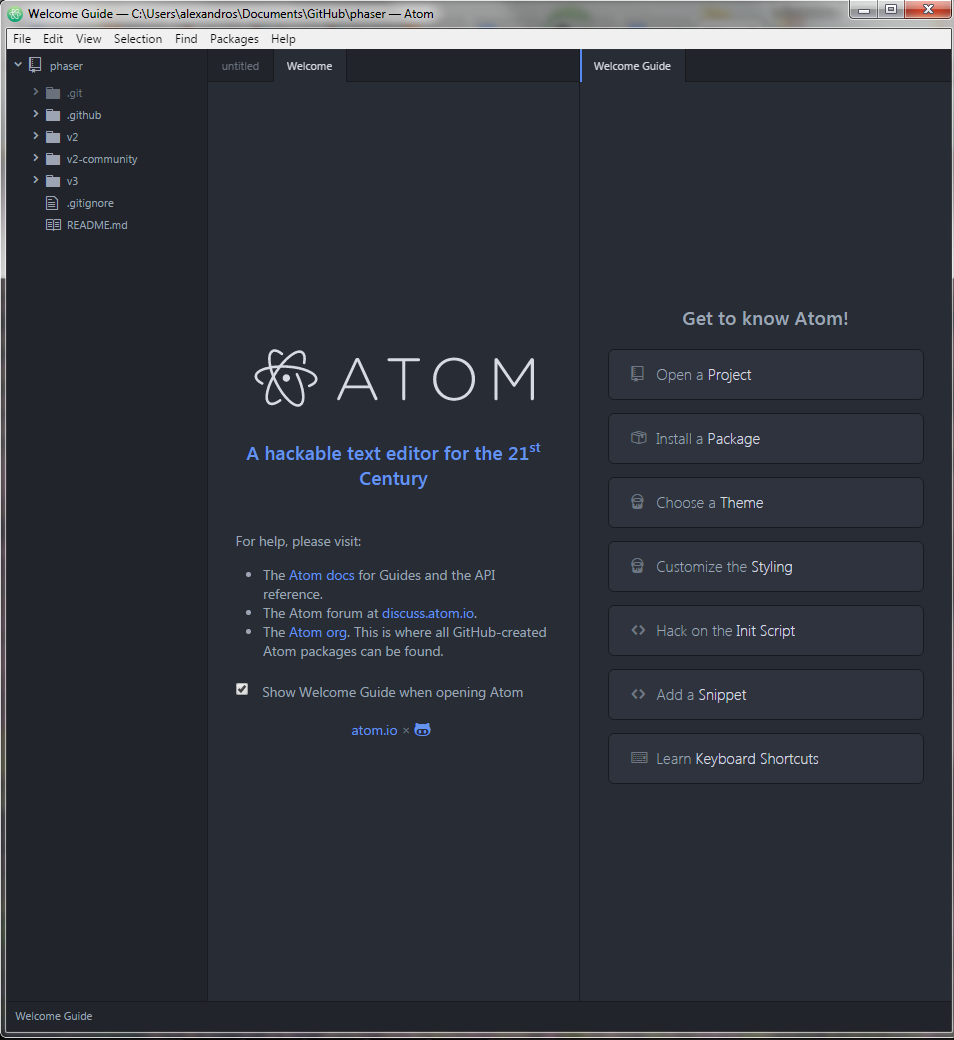 Welcome Guide — C:\Users\alexandros\Documents\GitHub\phaser — Atom
File Edit View Selection Find Packages Help
phaser
.git
.github
v2
v2-community
v3
.gitignore
README.md
untitled
Welcome
ATOM
A hackable text editor for the 21st
Century
For help, please visit:
• The Atom docs for Guides and the API
reference.
• The Atom forum at discuss.atom.io.
• The Atom org. This is where all GitHub-created
Atom packages can be found.
Show Welcome Guide when opening Atom
atom.io ×
Welcome Guide
Get to know Atom!
Open a Project
Install a Package
Choose a Theme
Customize the Styling
Hack on the Init Script
Add a Snippet
Learn Keyboard Shortcuts
Welcome Guide